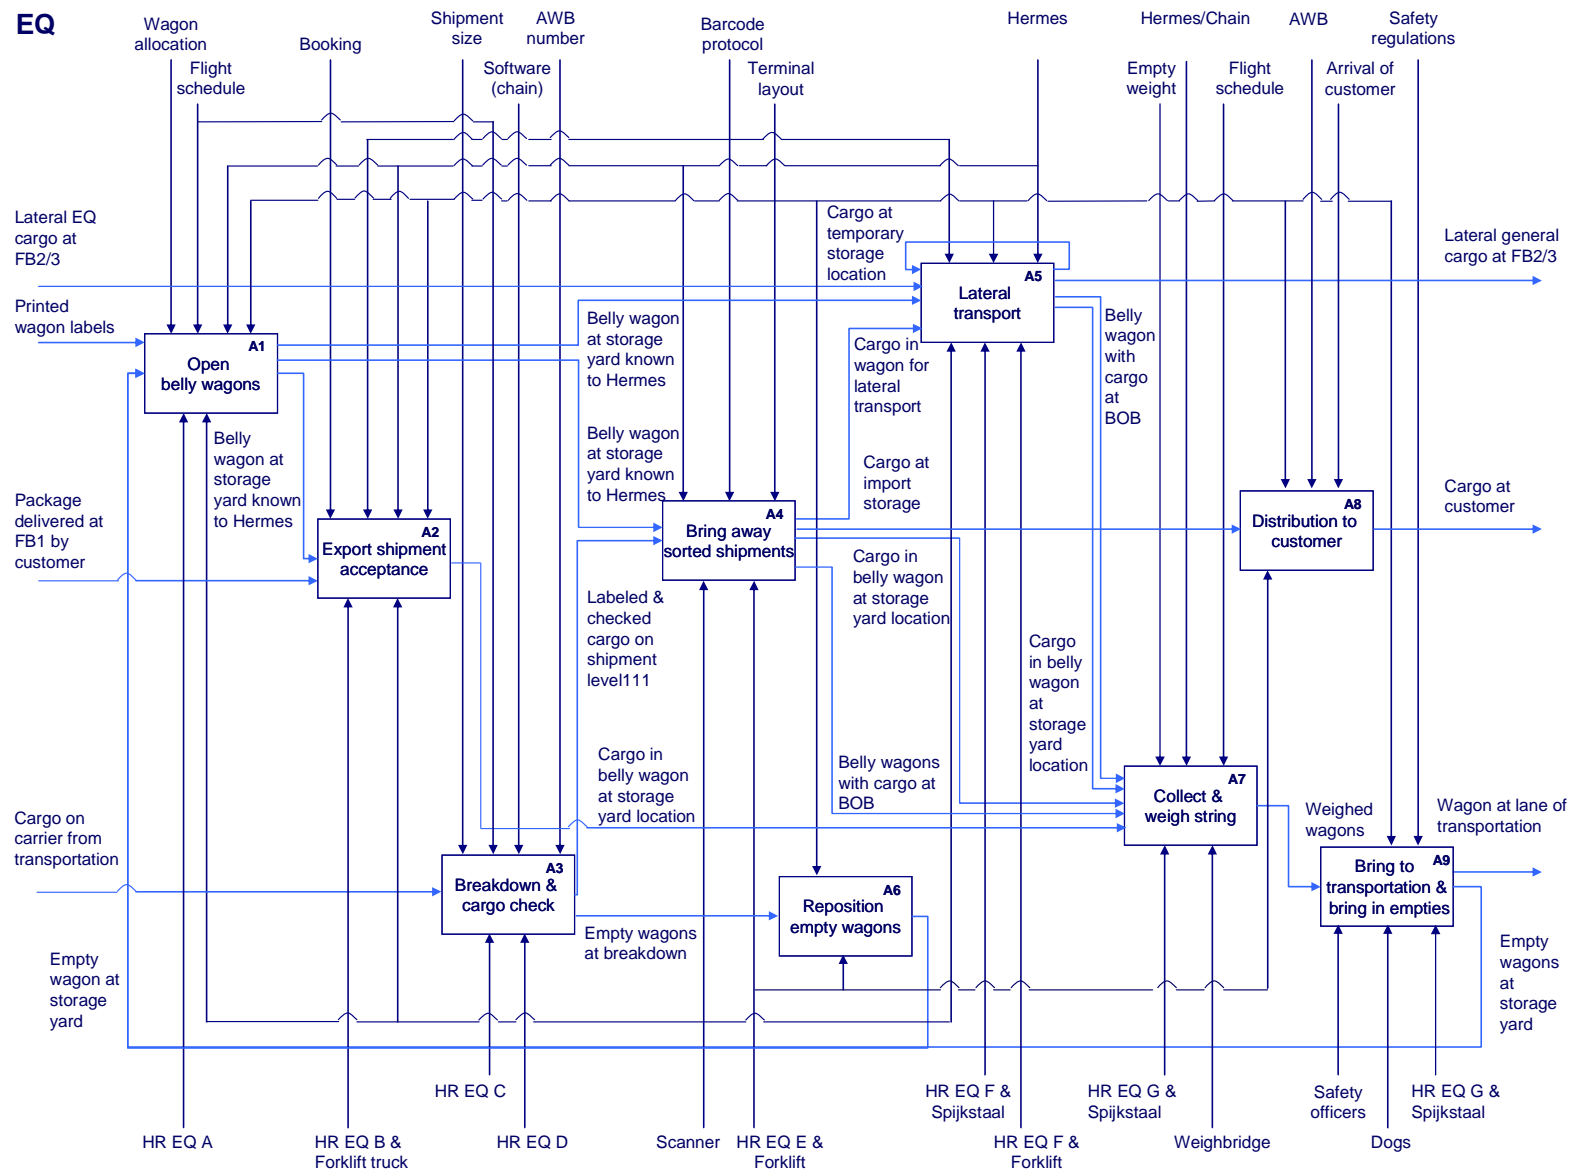 EQ
Wagon
allocation
Flight
schedule
Booking
Shipment
size
AWB
number
Software
(chain)
Barcode
protocol
Terminal
layout
Hermes
Hermes/Chain
Empty
weight
Flight
schedule
AWB
Arrival of
customer
Safety
regulations
Lateral EQ
cargo at
FB2/3
Cargo at
temporary
storage
location
Lateral general
cargo at FB2/3
A5
Lateral
transport
Printed
wagon labels
A1
Open
belly wagons
Belly wagon
at storage
yard known
to Hermes
Cargo in
wagon for
lateral
transport
Belly
wagon
with
cargo
at
BOB
Belly
wagon at
storage
yard known
to Hermes
Belly wagon
at storage
yard known
to Hermes
Cargo at
import
storage
Package
delivered at
FB1 by
customer
A2
Export shipment
acceptance
A4
Bring away
sorted shipments
A8
Distribution to
customer
Cargo at
customer
Cargo in
belly wagon
at storage
yard location
Labeled &
checked
cargo on
shipment
level111
Cargo
in belly
wagon
at
storage
yard
location
Cargo in
belly wagon
at storage
yard location
Belly wagons
with cargo at
BOB
A7
Collect &
weigh string
Weighed
wagons
Wagon at lane of
transportation
Cargo on
carrier from
transportation
A3
Breakdown &
cargo check
A6
Reposition
empty wagons
A9
Bring to
transportation &
bring in empties
Empty wagons
at breakdown
Empty
wagon at
storage
yard
Empty
wagons
at
storage
yard
HR EQ C
HR EQ F &
Spijkstaal
HR EQ G &
Spijkstaal
Safety
officers
HR EQ G &
Spijkstaal
HR EQ A
HR EQ B &
Forklift truck
HR EQ D
Scanner
HR EQ E &
Forklift
HR EQ F &
Forklift
Weighbridge
Dogs